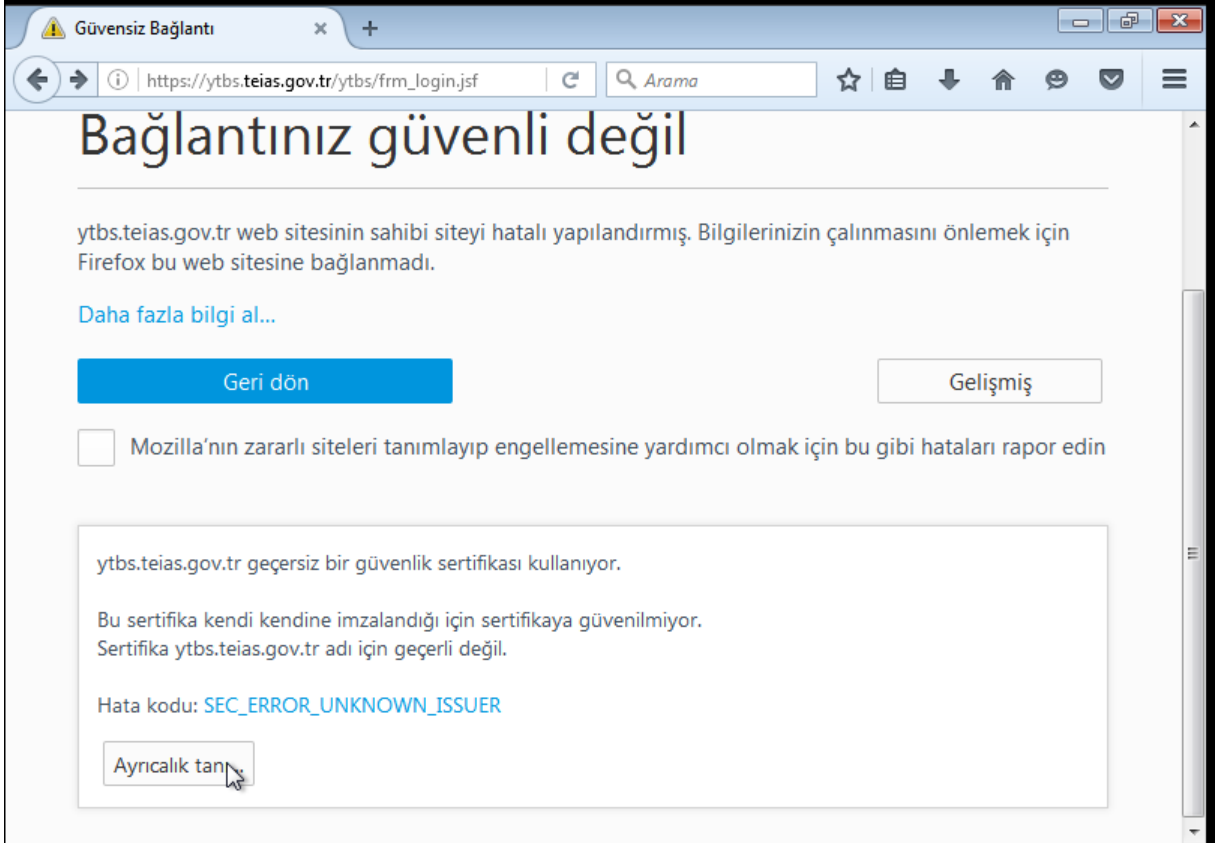 Güvensiz Bağlantı
https://ytbs.teias.gov.tr/ytbs/frm_login.jsf
Arama
Bağlantınız güvenli değil
ytbs.teias.gov.tr web sitesinin sahibi siteyi hatalı yapılandırmış. Bilgilerinizin çalınmasını önlemek için
Firefox bu web sitesine bağlanmadı.
Daha fazla bilgi al...
Geri dön
Gelişmiş
Mozilla'nın zararlı siteleri tanımlayıp engellemesine yardımcı olmak için bu gibi hataları rapor edin
ytbs.teias.gov.tr geçersiz bir güvenlik sertifikası kullanıyor.
Bu sertifika kendi kendine imzalandığı için sertifikaya güvenilmiyor.
Sertifika ytbs.teias.gov.tr adı için geçerli değil.
Hata kodu: SEC_ERROR_UNKNOWN_ISSUER
Ayrıcalık